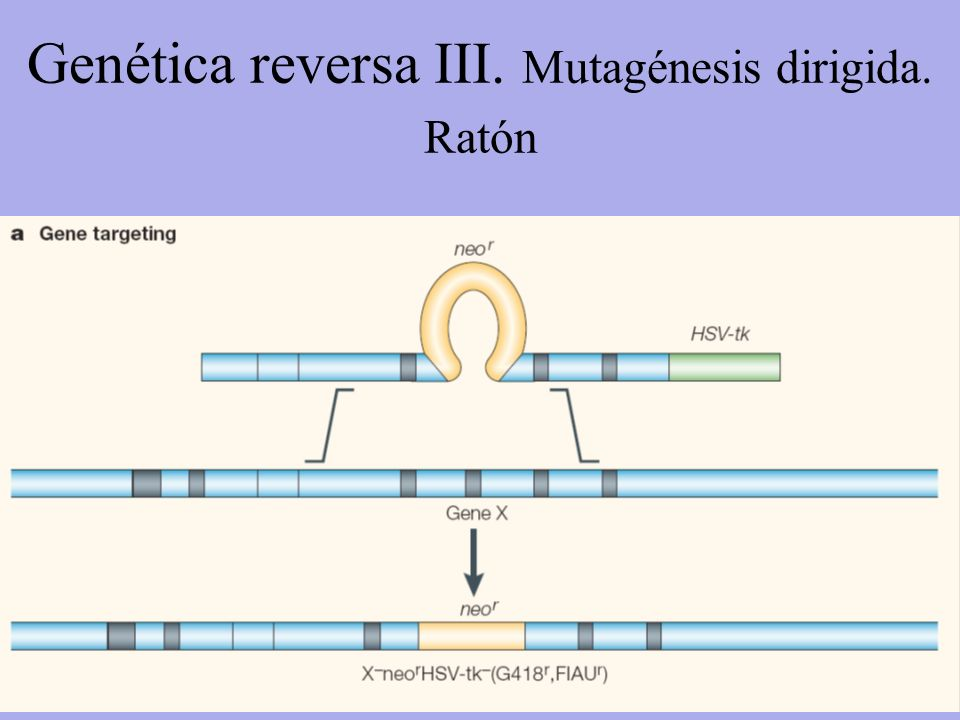 Genética reversa III. Mutagénesis dirigida.
Ratón
a Gene targeting
neoʳ
HSV-tk
Gene X
neoʳ
X⁻neoʳHSV-tk⁻(G418ʳ,FIAUʳ)